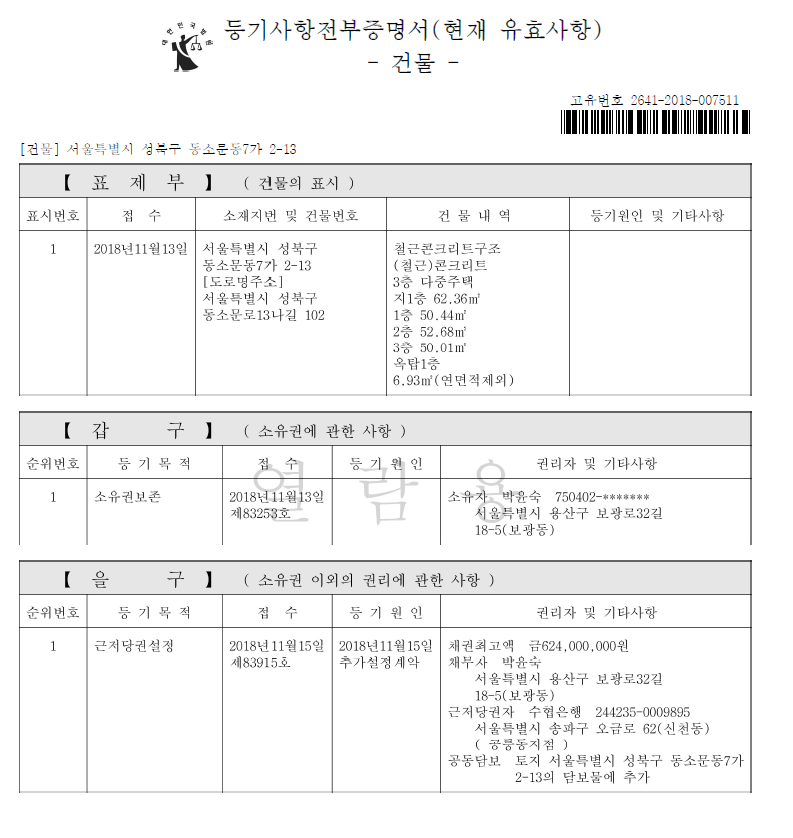 대한민국법원
등기사항전부증명서(현재 유효사항)
- 건물 -
고유번호 2641-2018-007511
[건물] 서울특별시 성북구 동소문동7가 2-13
【 표 제 부 】 ( 건물의 표시 )
표시번호 접 수 소재지번 및 건물번호 건 물 내 역 등기원인 및 기타사항
1 2018년11월13일 서울특별시 성북구 철근콘크리트구조
동소문동7가 2-13 (철근)콘크리트
[도로명주소] 3층 다중주택
서울특별시 성북구 지1층 62.36㎡
동소문로13나길 102 1층 50.44㎡
2층 52.68㎡
3층 50.01㎡
옥탑1층
6.93㎡(연면적제외)
【 갑 구 】 ( 소유권에 관한 사항 )
순위번호 등 기 목 적 접 수 등 기 원 인 권리자 및 기타사항
1 소유권보존 2018년11월13일 소유자 박윤숙 750402-*******
제83253호 서울특별시 용산구 보광로32길
18-5(보광동)
열 람 용
【 을 구 】 ( 소유권 이외의 권리에 관한 사항 )
순위번호 등 기 목 적 접 수 등 기 원 인 권리자 및 기타사항
1 근저당권설정 2018년11월15일 2018년11월15일 채권최고액 금624,000,000원
제83915호 추가설정계약 채무자 박윤숙
서울특별시 용산구 보광로32길
18-5(보광동)
근저당권자 수협은행 244235-0009895
서울특별시 송파구 오금로 62(신천동)
( 공릉동지점 )
공동담보 토지 서울특별시 성북구 동소문동7가
2-13의 담보물에 추가